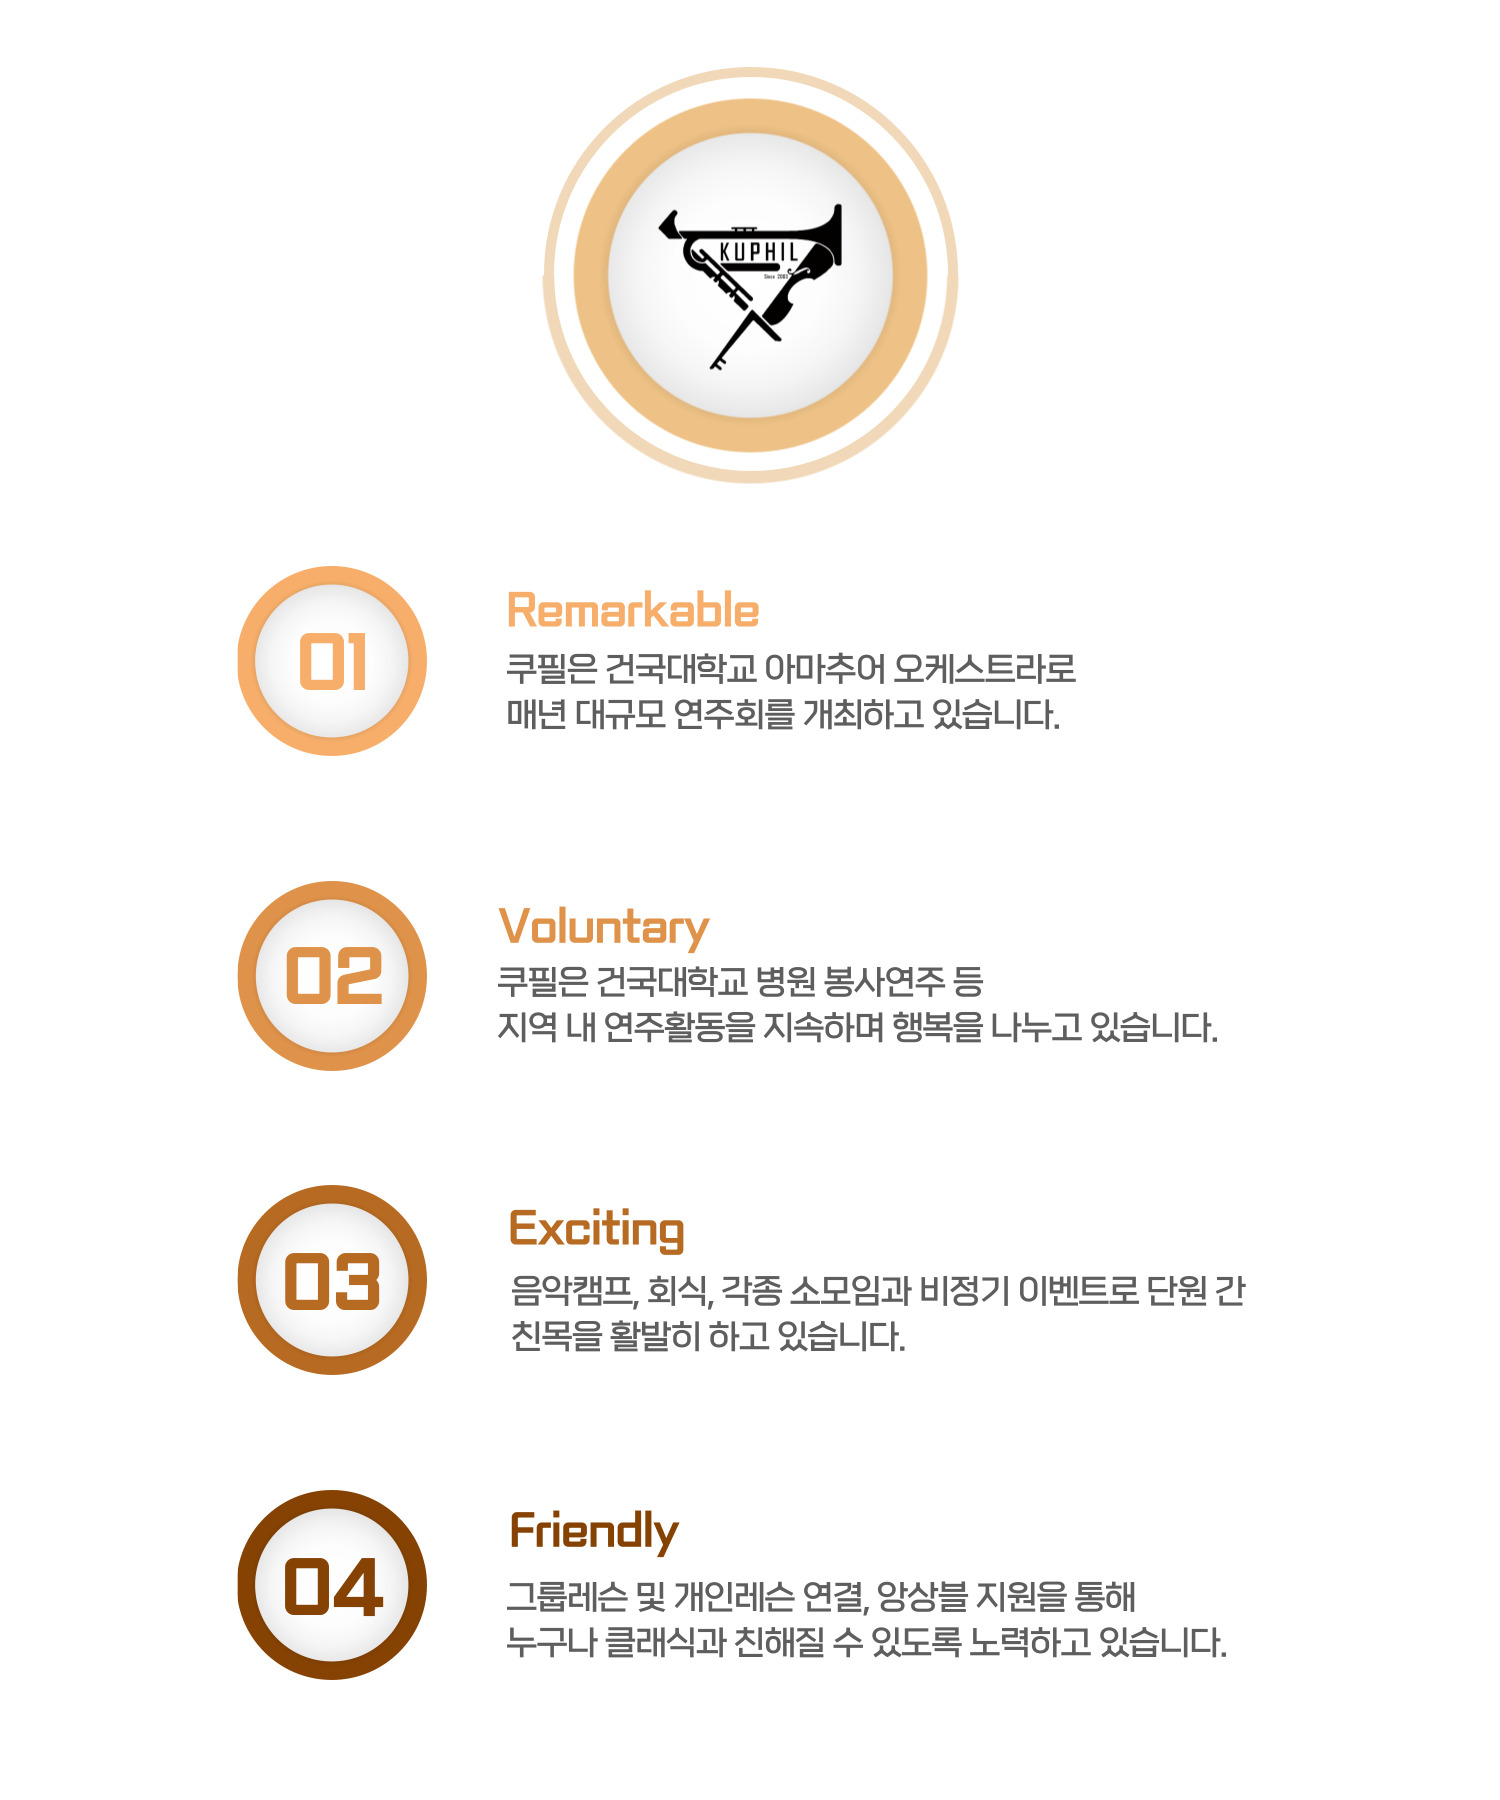 KUPHIL
01
Remarkable
쿠필은 건국대학교 아마추어 오케스트라로
매년 대규모 연주회를 개최하고 있습니다.
02
Voluntary
쿠필은 건국대학교 병원 봉사연주 등
지역 내 연주활동을 지속하며 행복을 나누고 있습니다.
03
Exciting
음악캠프, 회식, 각종 소모임과 비정기 이벤트로 단원 간
친목을 활발히 하고 있습니다.
04
Friendly
그룹레슨 및 개인레슨 연결, 앙상블 지원을 통해
누구나 클래식과 친해질 수 있도록 노력하고 있습니다.